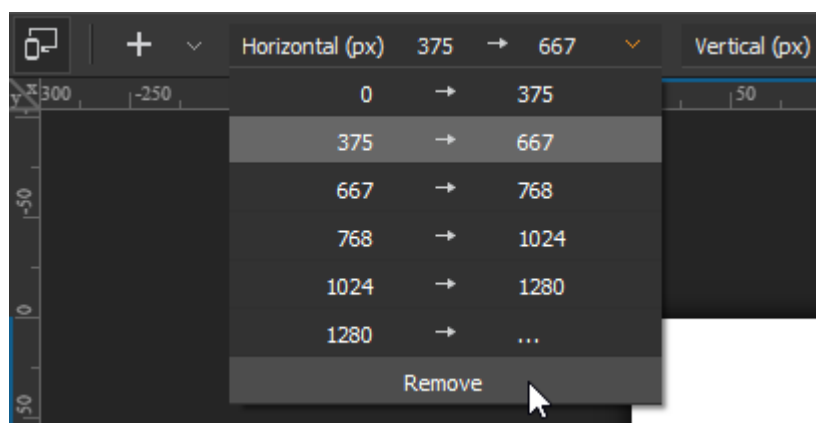 Horizontal (px) 375 → 667 Vertical (px)
y x 300 -250 50
0 → 375
375 → 667
-50
667 → 768
768 → 1024
1024 → 1280
0
1280 → ...
Remove
50